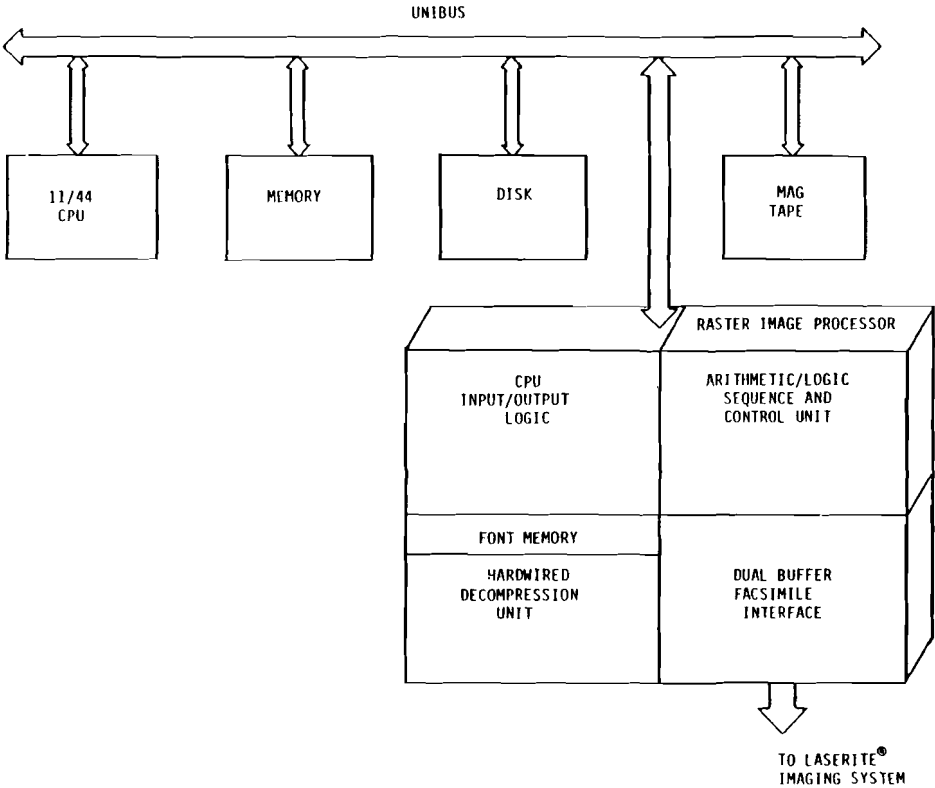 UNIBUS
11/44
CPU
MEMORY
DISK
MAG
TAPE
RASTER IMAGE PROCESSOR
CPU
INPUT/OUTPUT
LOGIC
ARITHMETIC/LOGIC
SEQUENCE AND
CONTROL UNIT
FONT MEMORY
HARDWIRED
DECOMPRESSION
UNIT
DUAL BUFFER
FACSIMILE
INTERFACE
TO LASERITE®
IMAGING SYSTEM